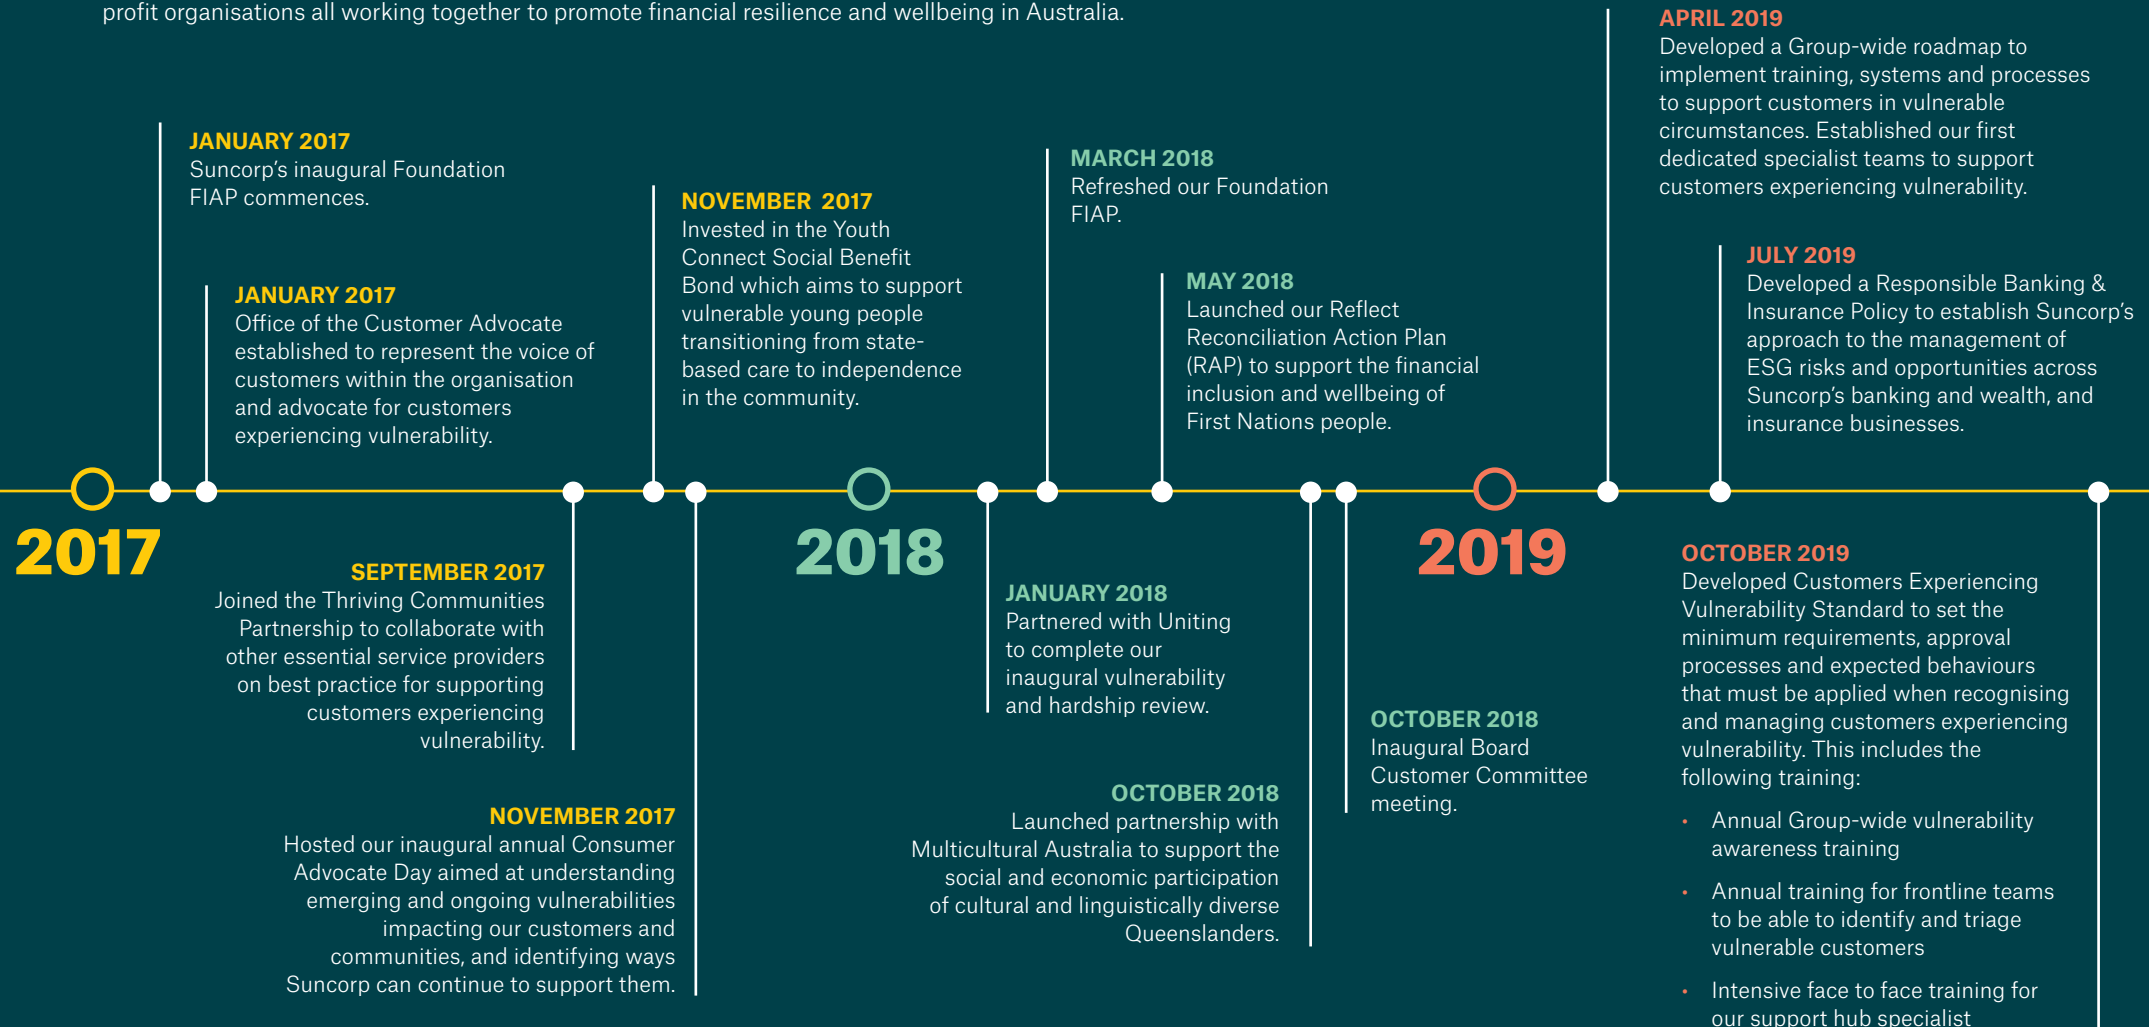 profit organisations all working together to promote financial resilience and wellbeing in Australia.
JANUARY 2017
Suncorp's inaugural Foundation
FIAP commences.
JANUARY 2017
Office of the Customer Advocate
established to represent the voice of
customers within the organisation
and advocate for customers
experiencing vulnerability.
NOVEMBER 2017
Invested in the Youth
Connect Social Benefit
Bond which aims to support
vulnerable young people
transitioning from state-
based care to independence
in the community.
MARCH 2018
Refreshed our Foundation
FIAP.
MAY 2018
Launched our Reflect
Reconciliation Action Plan
(RAP) to support the financial
inclusion and wellbeing of
First Nations people.
APRIL 2019
Developed a Group-wide roadmap to
implement training, systems and processes
to support customers in vulnerable
circumstances. Established our first
dedicated specialist teams to support
customers experiencing vulnerability.
JULY 2019
Developed a Responsible Banking &
Insurance Policy to establish Suncorp's
approach to the management of
ESG risks and opportunities across
Suncorp's banking and wealth, and
insurance businesses.
2017
2018
2019
SEPTEMBER 2017
Joined the Thriving Communities
Partnership to collaborate with
other essential service providers
on best practice for supporting
customers experiencing
vulnerability.
NOVEMBER 2017
Hosted our inaugural annual Consumer
Advocate Day aimed at understanding
emerging and ongoing vulnerabilities
impacting our customers and
communities, and identifying ways
Suncorp can continue to support them.
JANUARY 2018
Partnered with Uniting
to complete our
inaugural vulnerability
and hardship review.
OCTOBER 2018
Launched partnership with
Multicultural Australia to support the
social and economic participation
of cultural and linguistically diverse
Queenslanders.
OCTOBER 2018
Inaugural Board
Customer Committee
meeting.
OCTOBER 2019
Developed Customers Experiencing
Vulnerability Standard to set the
minimum requirements, approval
processes and expected behaviours
that must be applied when recognising
and managing customers experiencing
vulnerability. This includes the
following training:
• Annual Group-wide vulnerability
awareness training
• Annual training for frontline teams
to be able to identify and triage
vulnerable customers
• Intensive face to face training for
our support hub specialist